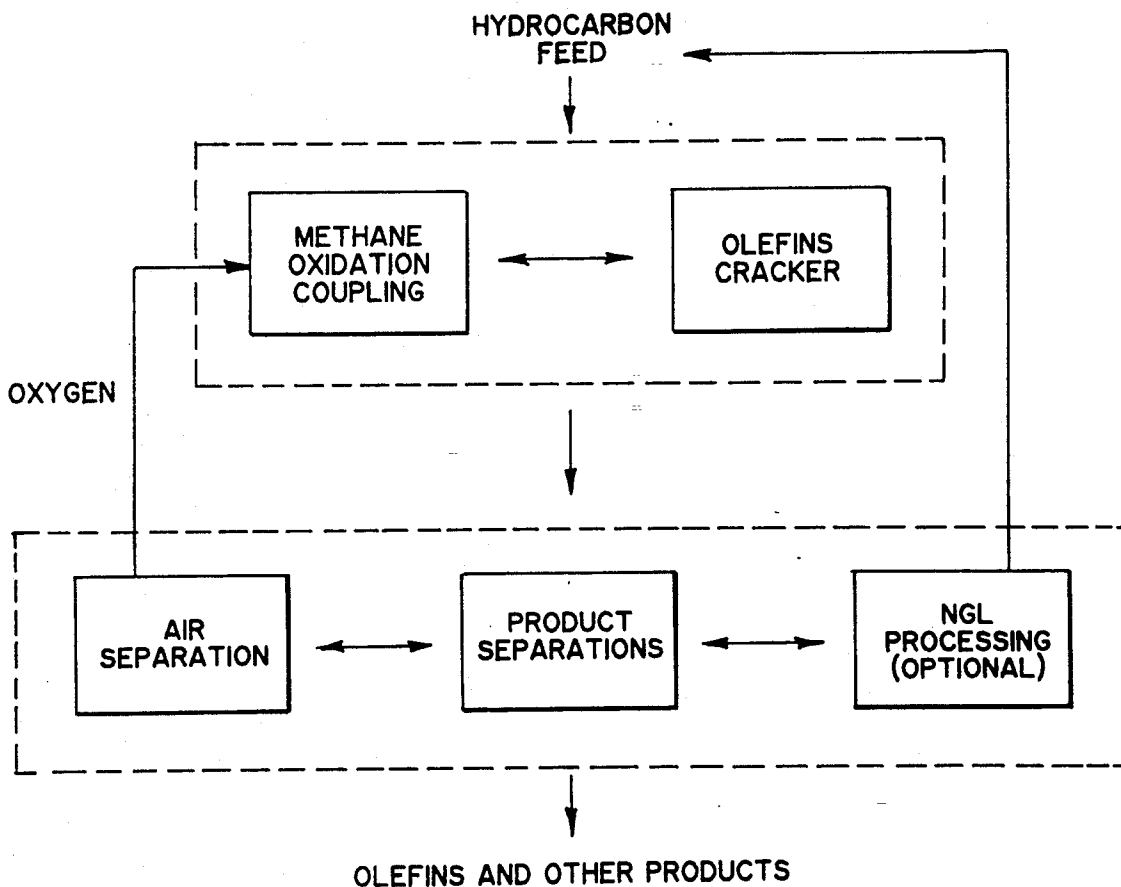 HYDROCARBON
FEED
METHANE
OXIDATION
COUPLING
OLEFINS
CRACKER
OXYGEN
AIR
SEPARATION
PRODUCT
SEPARATIONS
NGL
PROCESSING
(OPTIONAL)
OLEFINS AND OTHER PRODUCTS